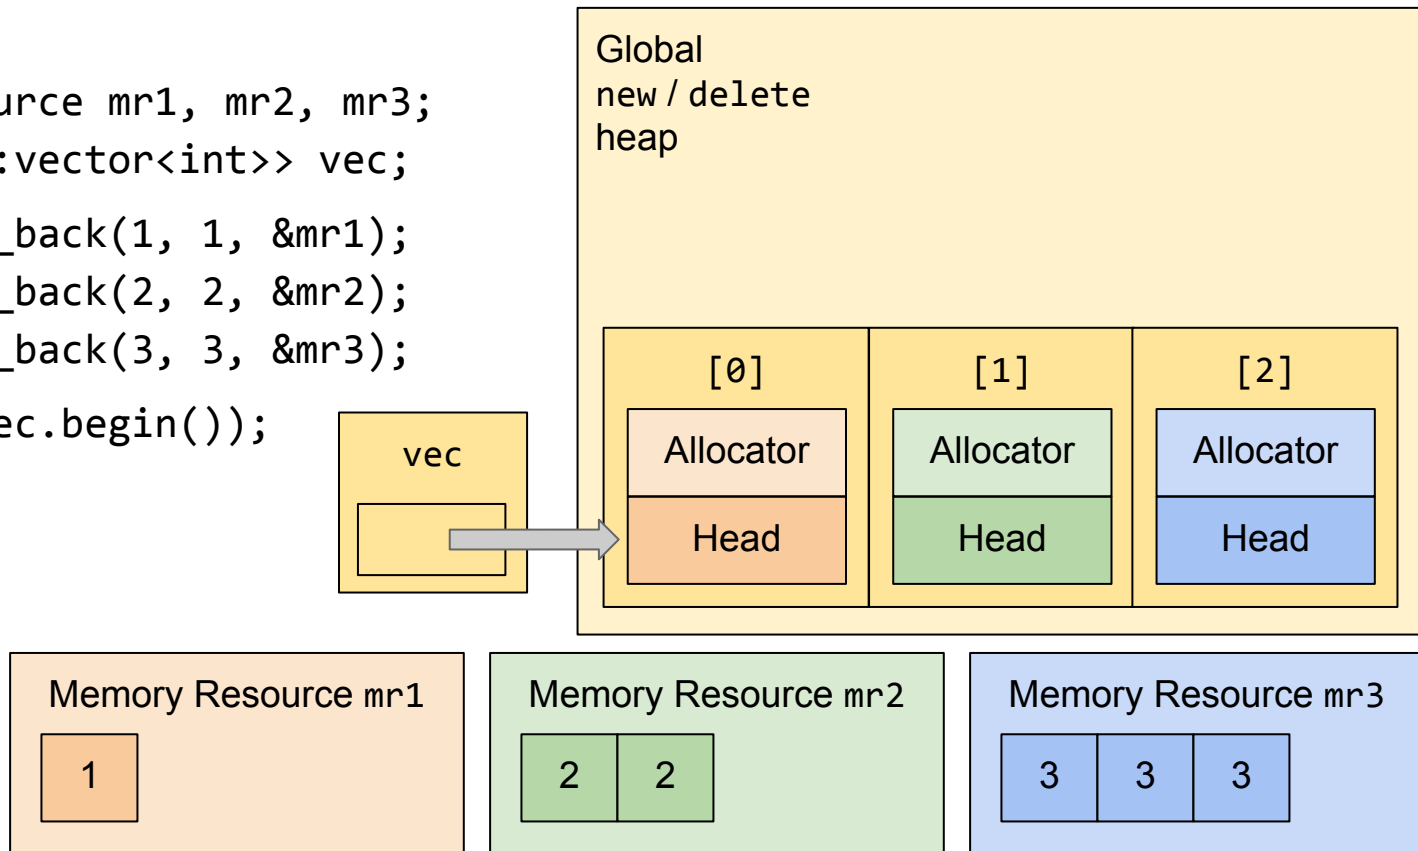 urce mr1, mr2, mr3;
:vector<int>> vec;
_back(1, 1, &mr1);
_back(2, 2, &mr2);
_back(3, 3, &mr3);
ec.begin());
Global
new / delete
heap
vec
[0] [1] [2]
Allocator Allocator Allocator
Head Head Head
Memory Resource mr1 Memory Resource mr2 Memory Resource mr3
1 2 2 3 3 3